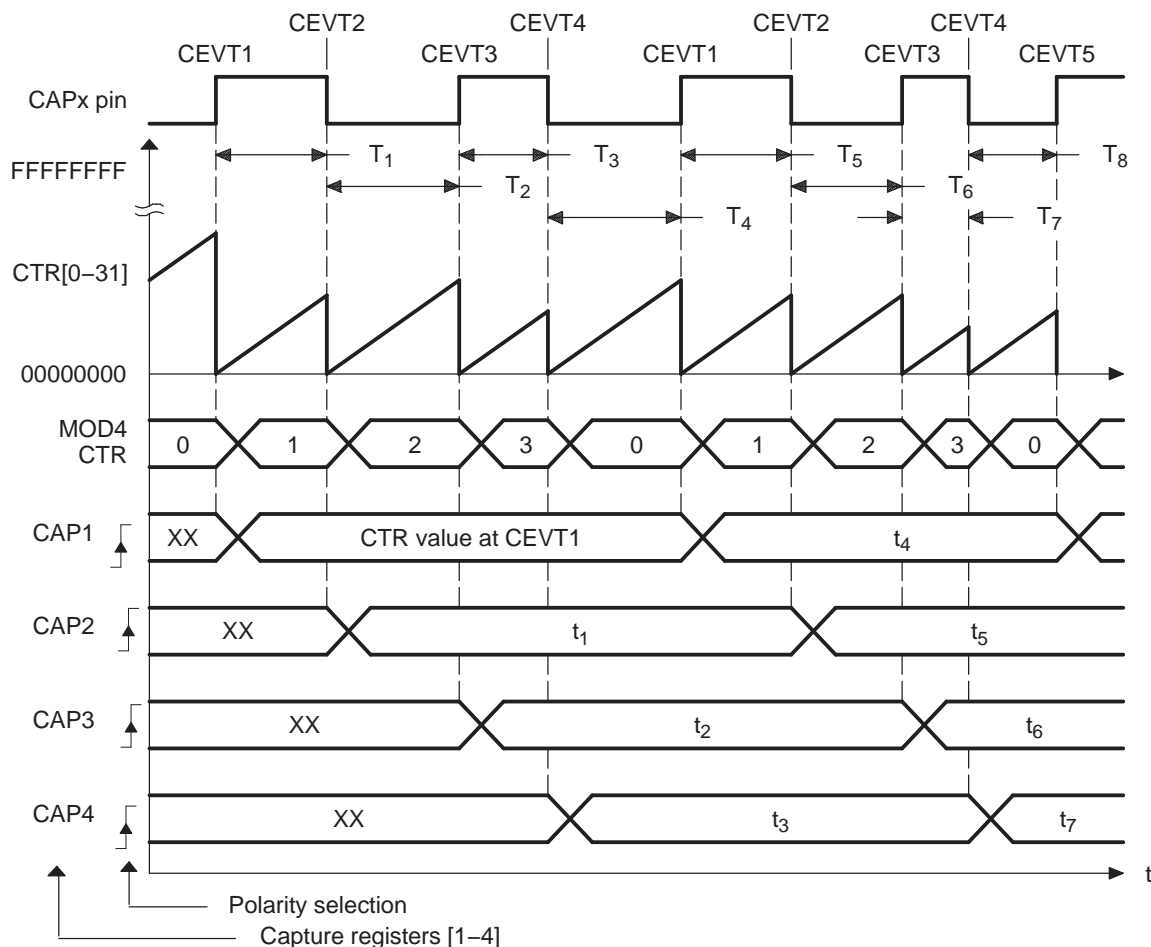 CEVT2 CEVT4 CEVT2 CEVT4
CEVT1 CEVT3 CEVT1 CEVT3 CEVT5
CAPx pin
T1 T3 T5 T8
FFFFFFFF
T2 T6
T4 T7
CTR[0−31]
00000000
MOD4
CTR
0 1 2 3 0 1 2 3 0
CAP1 XX CTR value at CEVT1 t4
CAP2 XX t1 t5
CAP3 XX t2 t6
CAP4 XX t3 t7
t
Polarity selection
Capture registers [1−4]